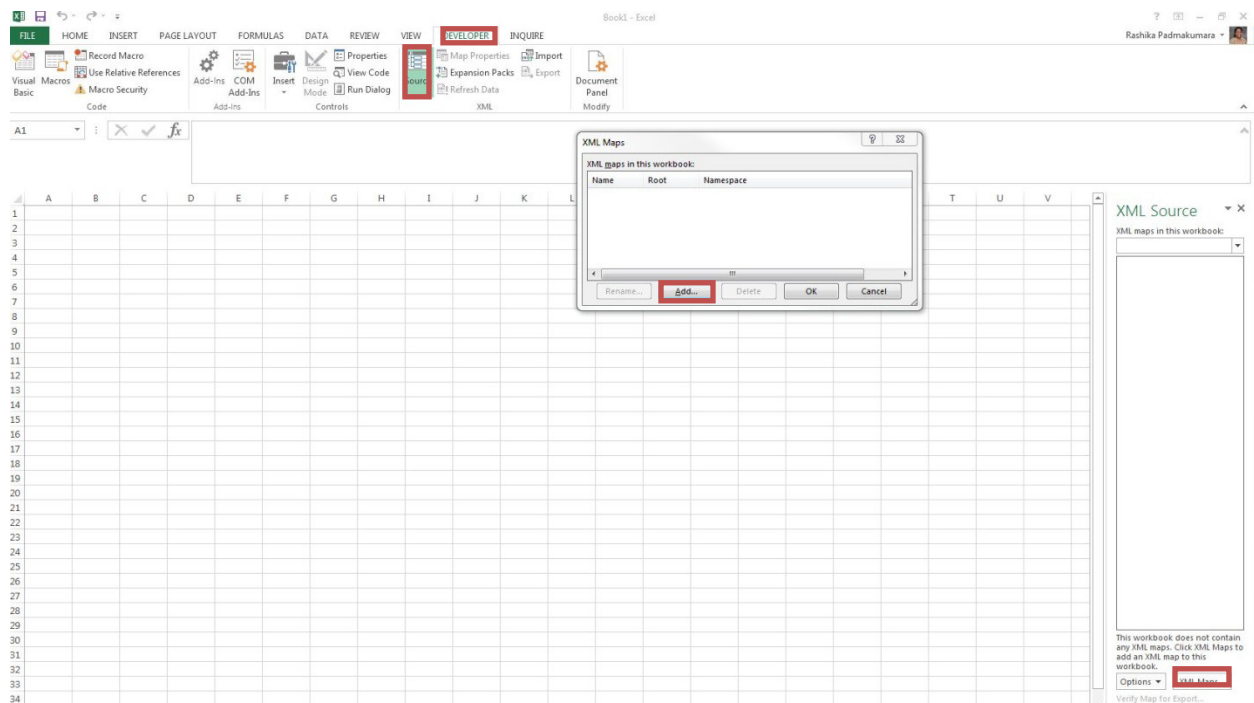 Book1 - Excel
FILE HOME INSERT PAGE LAYOUT FORMULAS DATA REVIEW VIEW DEVELOPER INQUIRE Rashika Padmakumara
Visual Basic
Macros
Record Macro
Use Relative References
Macro Security
Code
Add-Ins
COM Add-Ins
Add-Ins
Insert
Design Mode
Properties
View Code
Run Dialog
Controls
Source
Map Properties
Expansion Packs
Refresh Data
Import
Export
XML
Document Panel
Modify
A1 fx
XML Maps
XML maps in this workbook:
Name Root Namespace
Rename... Add... Delete OK Cancel
A B C D E F G H I J K L T U V
1
2
3
4
5
6
7
8
9
10
11
12
13
14
15
16
17
18
19
20
21
22
23
24
25
26
27
28
29
30
31
32
33
34
XML Source
XML maps in this workbook:
This workbook does not contain
any XML maps. Click XML Maps to
add an XML map to this
workbook.
Options XML Maps...
Verify Map for Export...